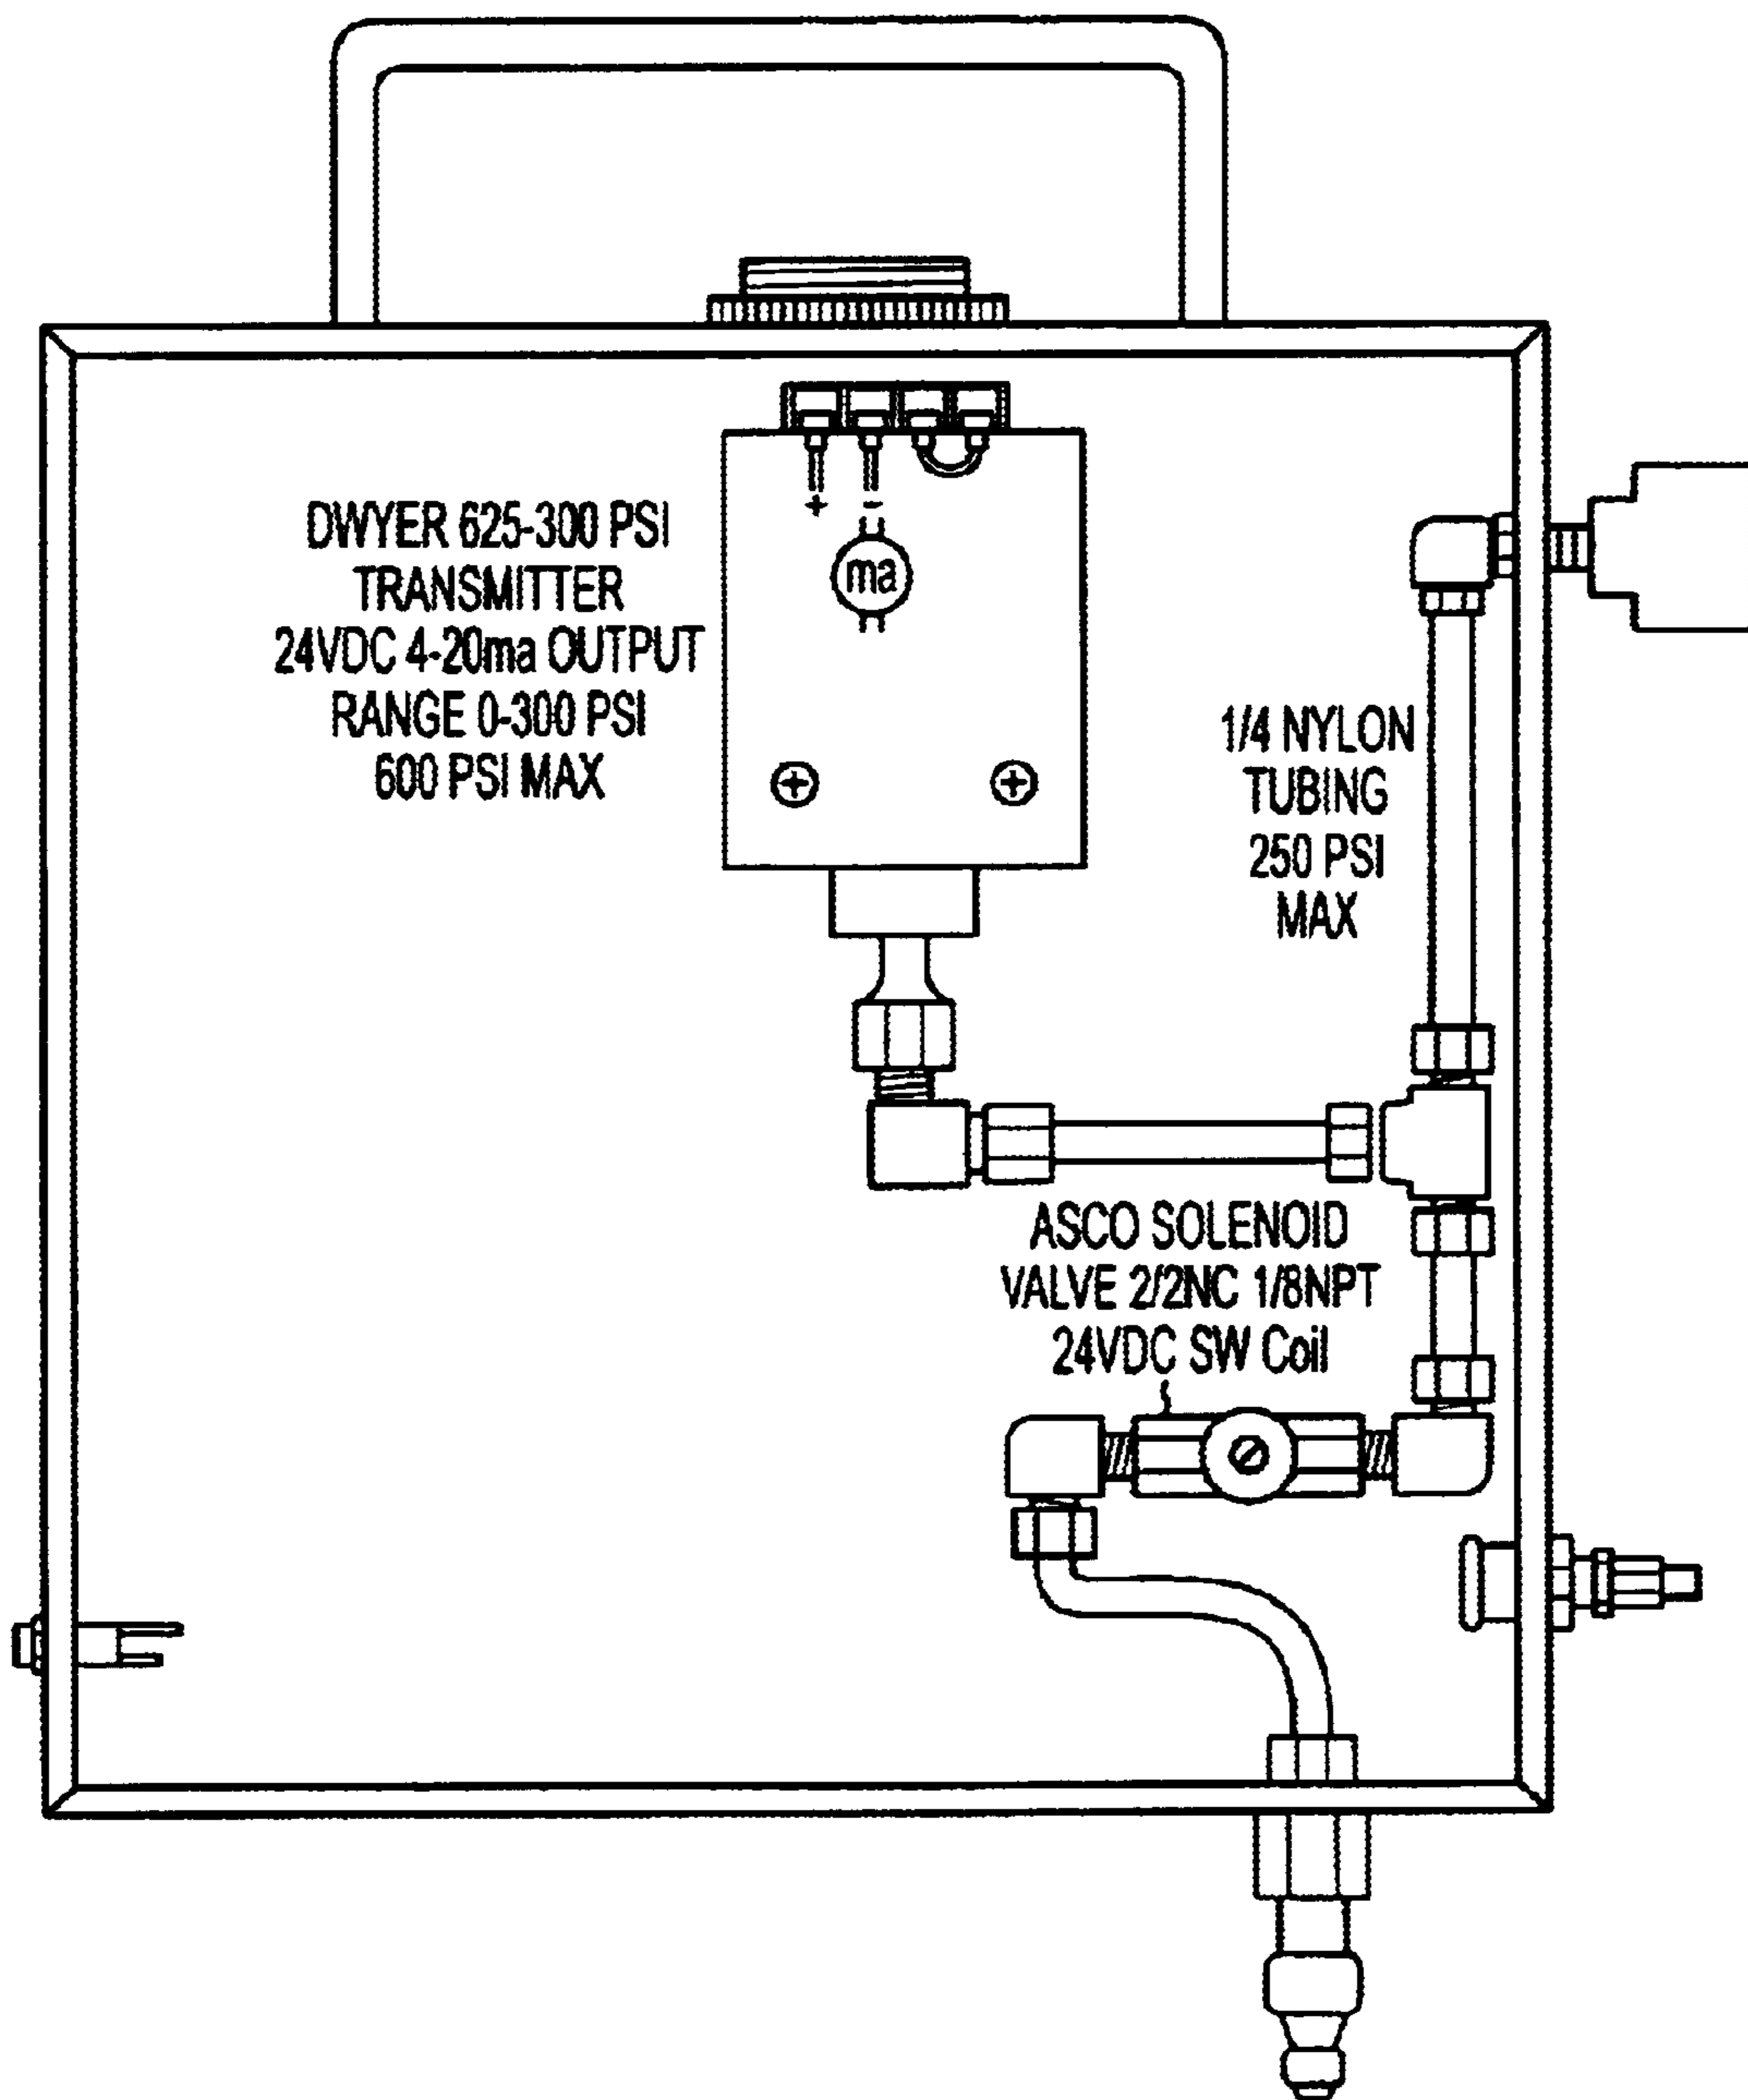 DWYER 625-300 PSI
TRANSMITTER
24VDC 4-20ma OUTPUT
RANGE 0-300 PSI
600 PSI MAX
+ -
ma
1/4 NYLON
TUBING
250 PSI
MAX
ASCO SOLENOID
VALVE 2/2NC 1/8NPT
24VDC SW Coil